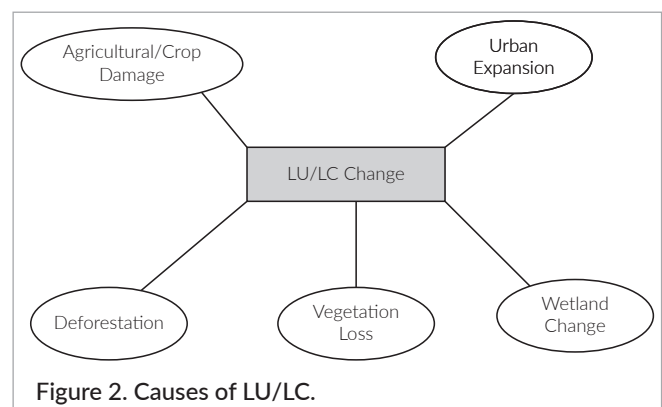 Agricultural/Crop
Damage
Urban
Expansion
LU/LC Change
Deforestation
Vegetation
Loss
Wetland
Change
Figure 2. Causes of LU/LC.